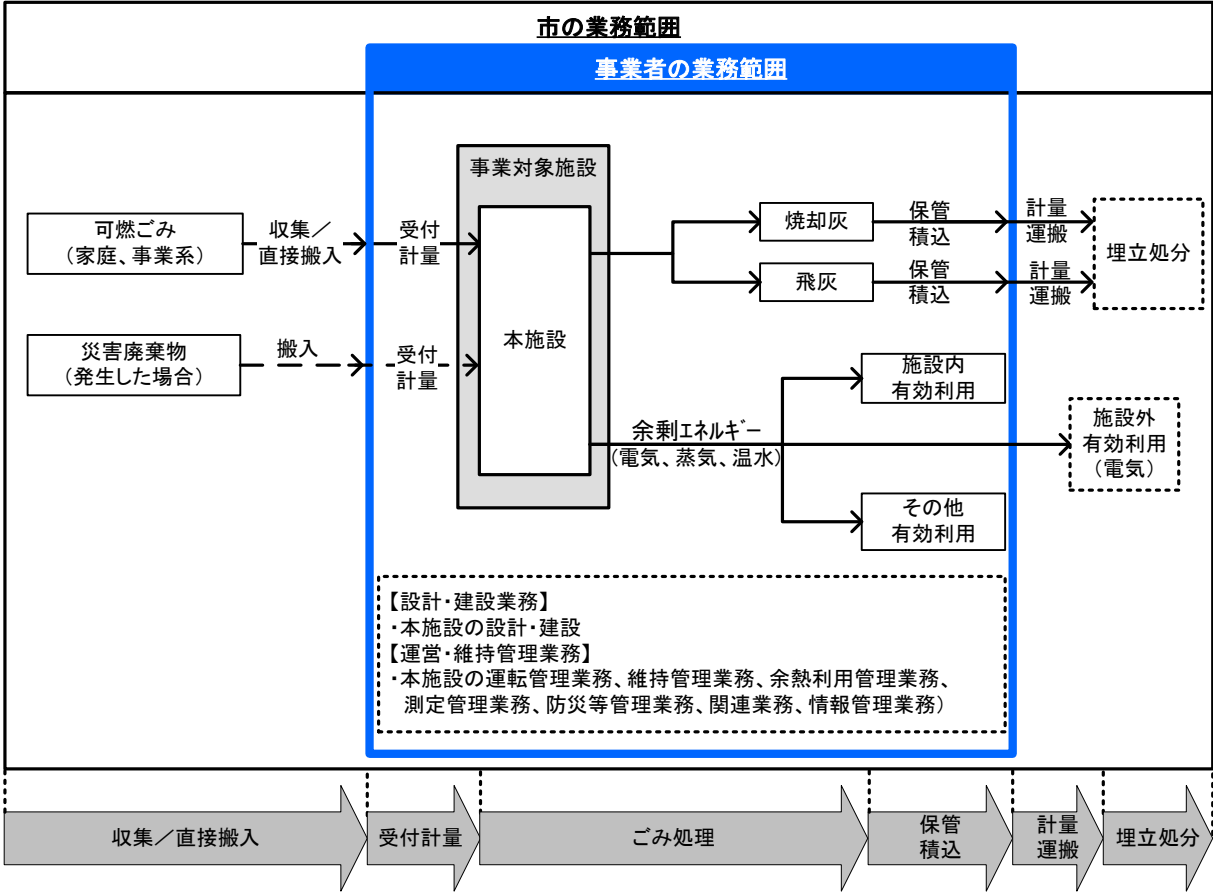 市の業務範囲
事業者の業務範囲
事業対象施設
可燃ごみ
（家庭、事業系）
収集／
直接搬入
受付
計量
災害廃棄物
（発生した場合）
搬入
受付
計量
本施設
焼却灰
保管
積込
計量
運搬
飛灰
保管
積込
計量
運搬
埋立処分
余剰ｴﾈﾙｷﾞｰ
(電気、蒸気、温水)
施設内
有効利用
施設外
有効利用
（電気）
その他
有効利用
【設計・建設業務】
・本施設の設計・建設
【運営・維持管理業務】
・本施設の運転管理業務、維持管理業務、余熱利用管理業務、
測定管理業務、防災等管理業務、関連業務、情報管理業務）
収集／直接搬入
受付計量
ごみ処理
保管
積込
計量
運搬
埋立処分